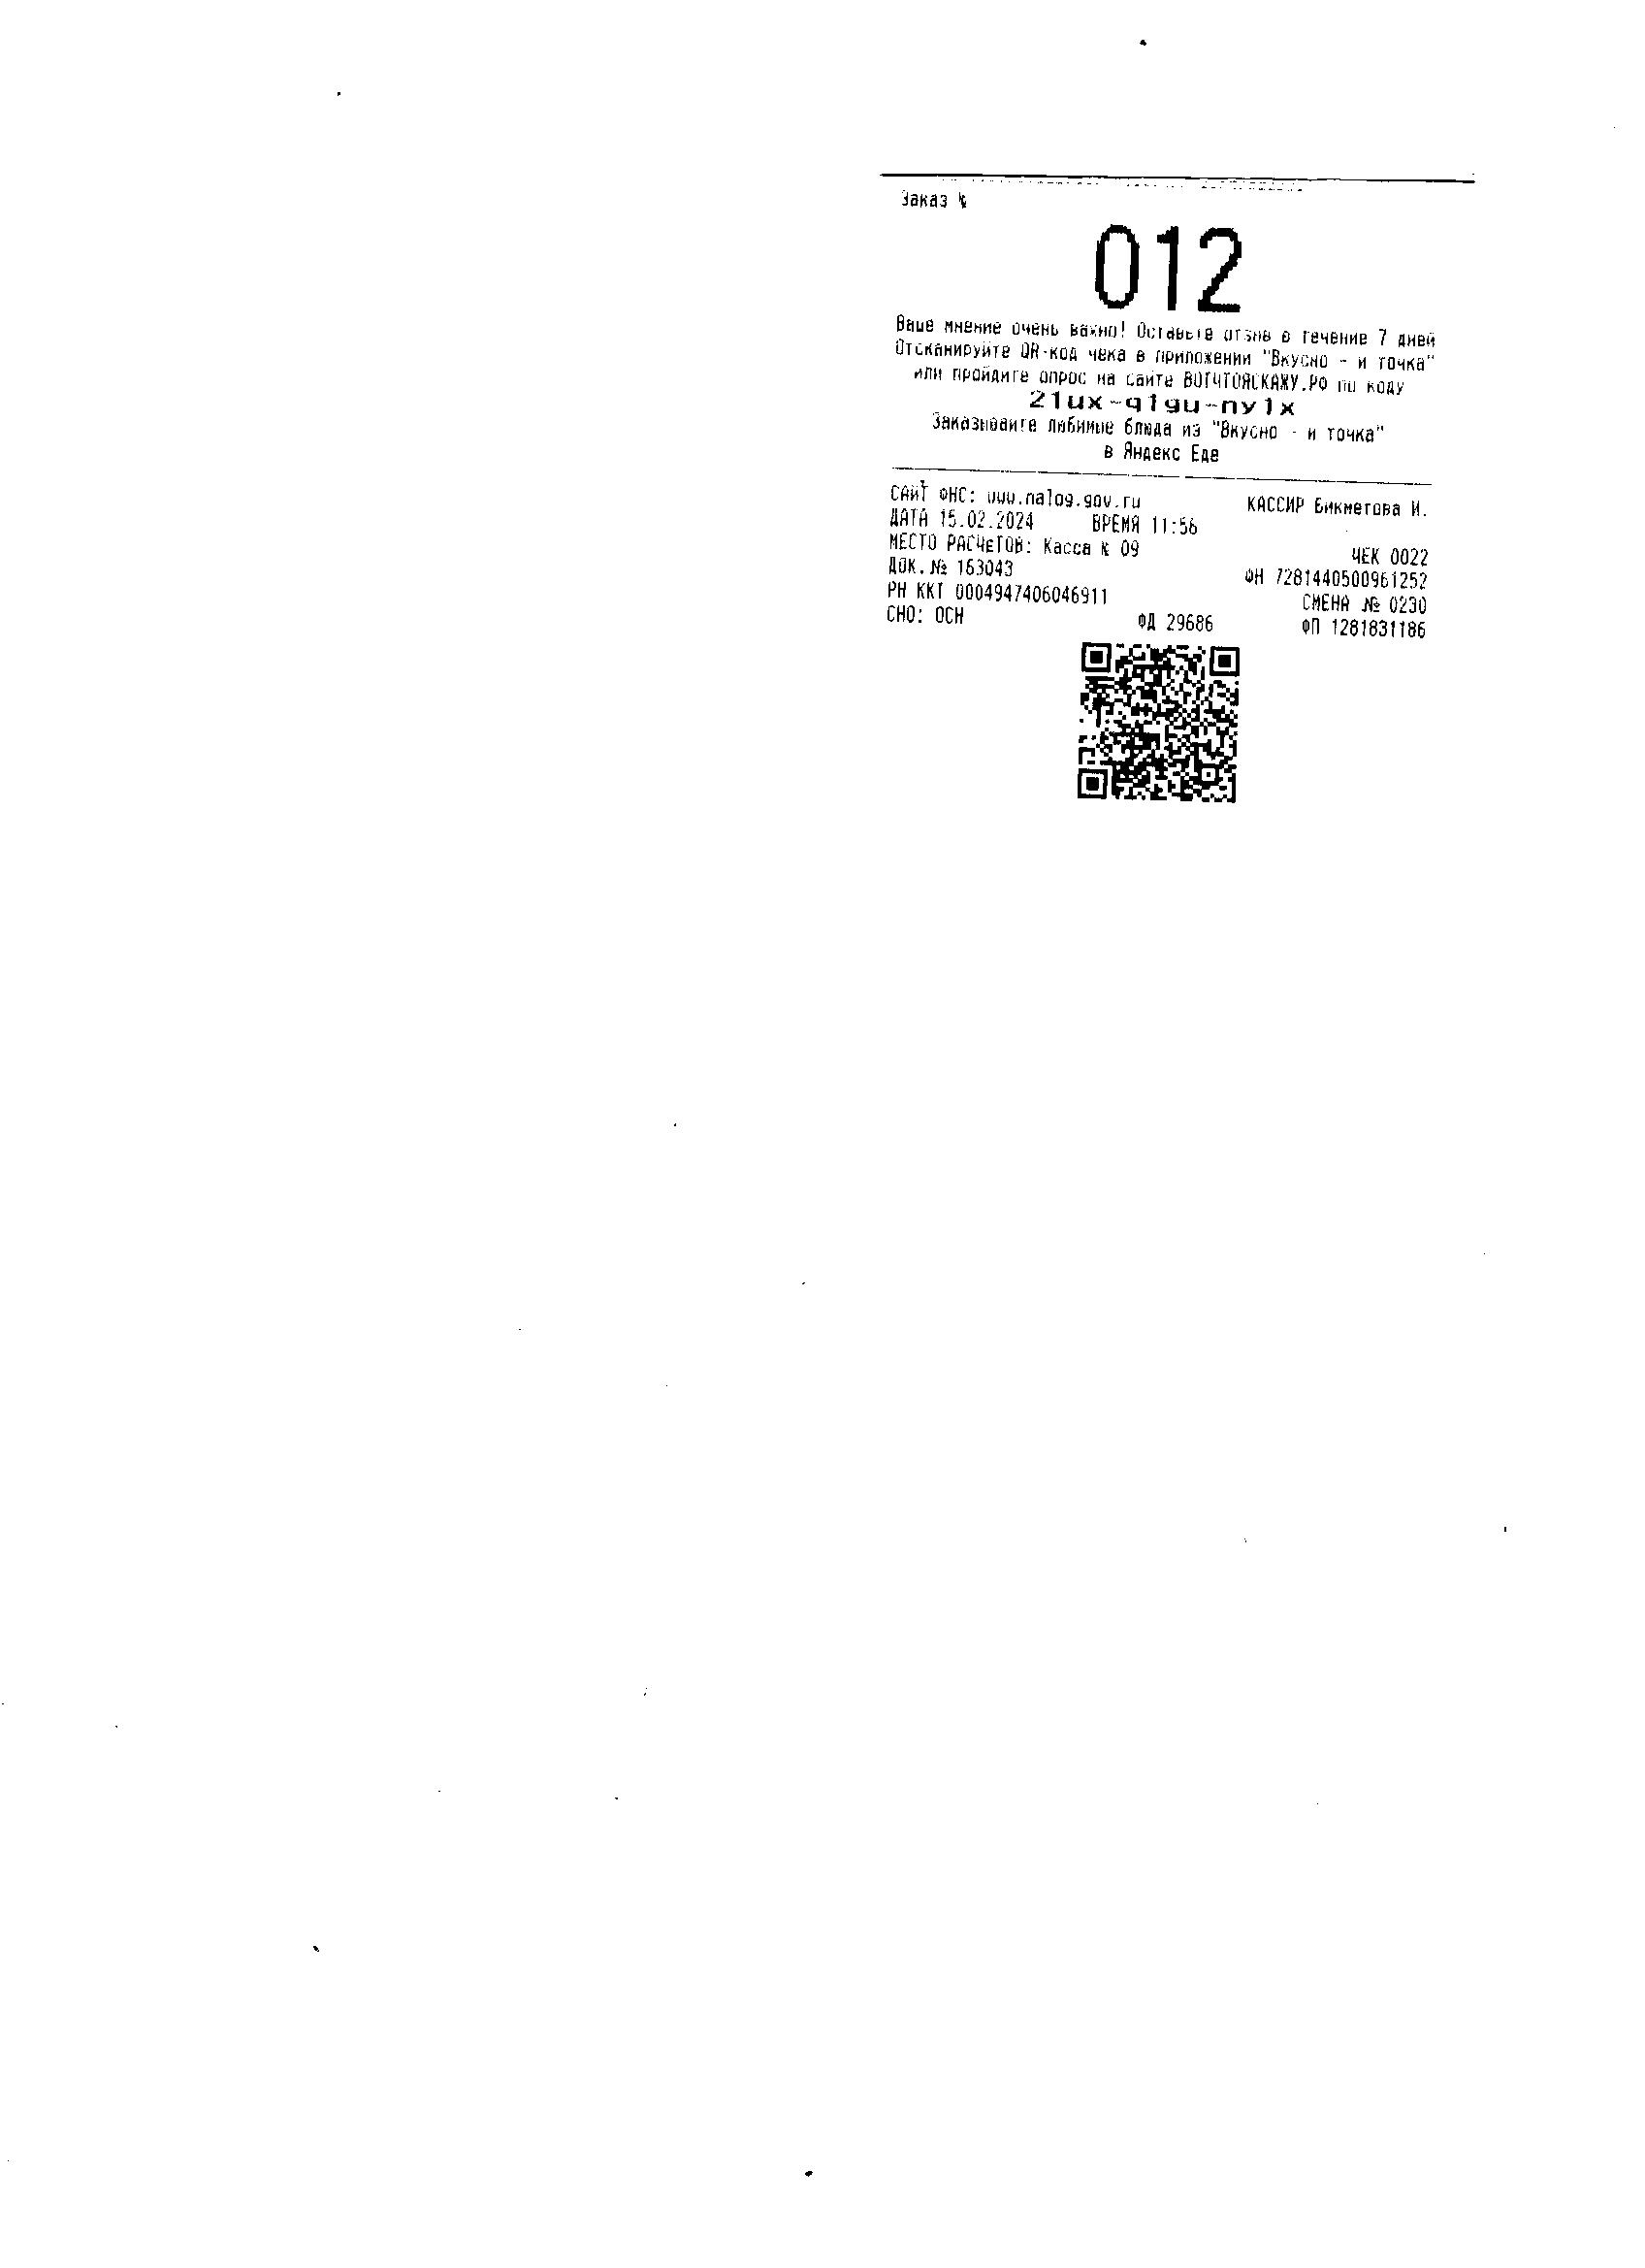 Заказ №
012
Ваше мнение очень важно! Оставьте отзыв в течение 7 дней
Отсканируйте QR-код чека в приложении "Вкусно - и точка"
или пройдите опрос на сайте ВОТЧТОЯСКАЖУ.РФ по коду
21ux-q1gu-ny1x
Заказывайте любимые блюда из "Вкусно - и точка"
в Яндекс Еде
САЙТ ФНС: www.nalog.gov.ru КАССИР Бикметова И.
ДАТА 15.02.2024 ВРЕМЯ 11:56
МЕСТО РАСЧЕТОВ: Касса № 09 ЧЕК 0022
ДОК. № 163043 ФН 7281440500961252
РН ККТ 0004947406046911 СМЕНА № 0230
СНО: ОСН ФД 29686 ФП 1281831186